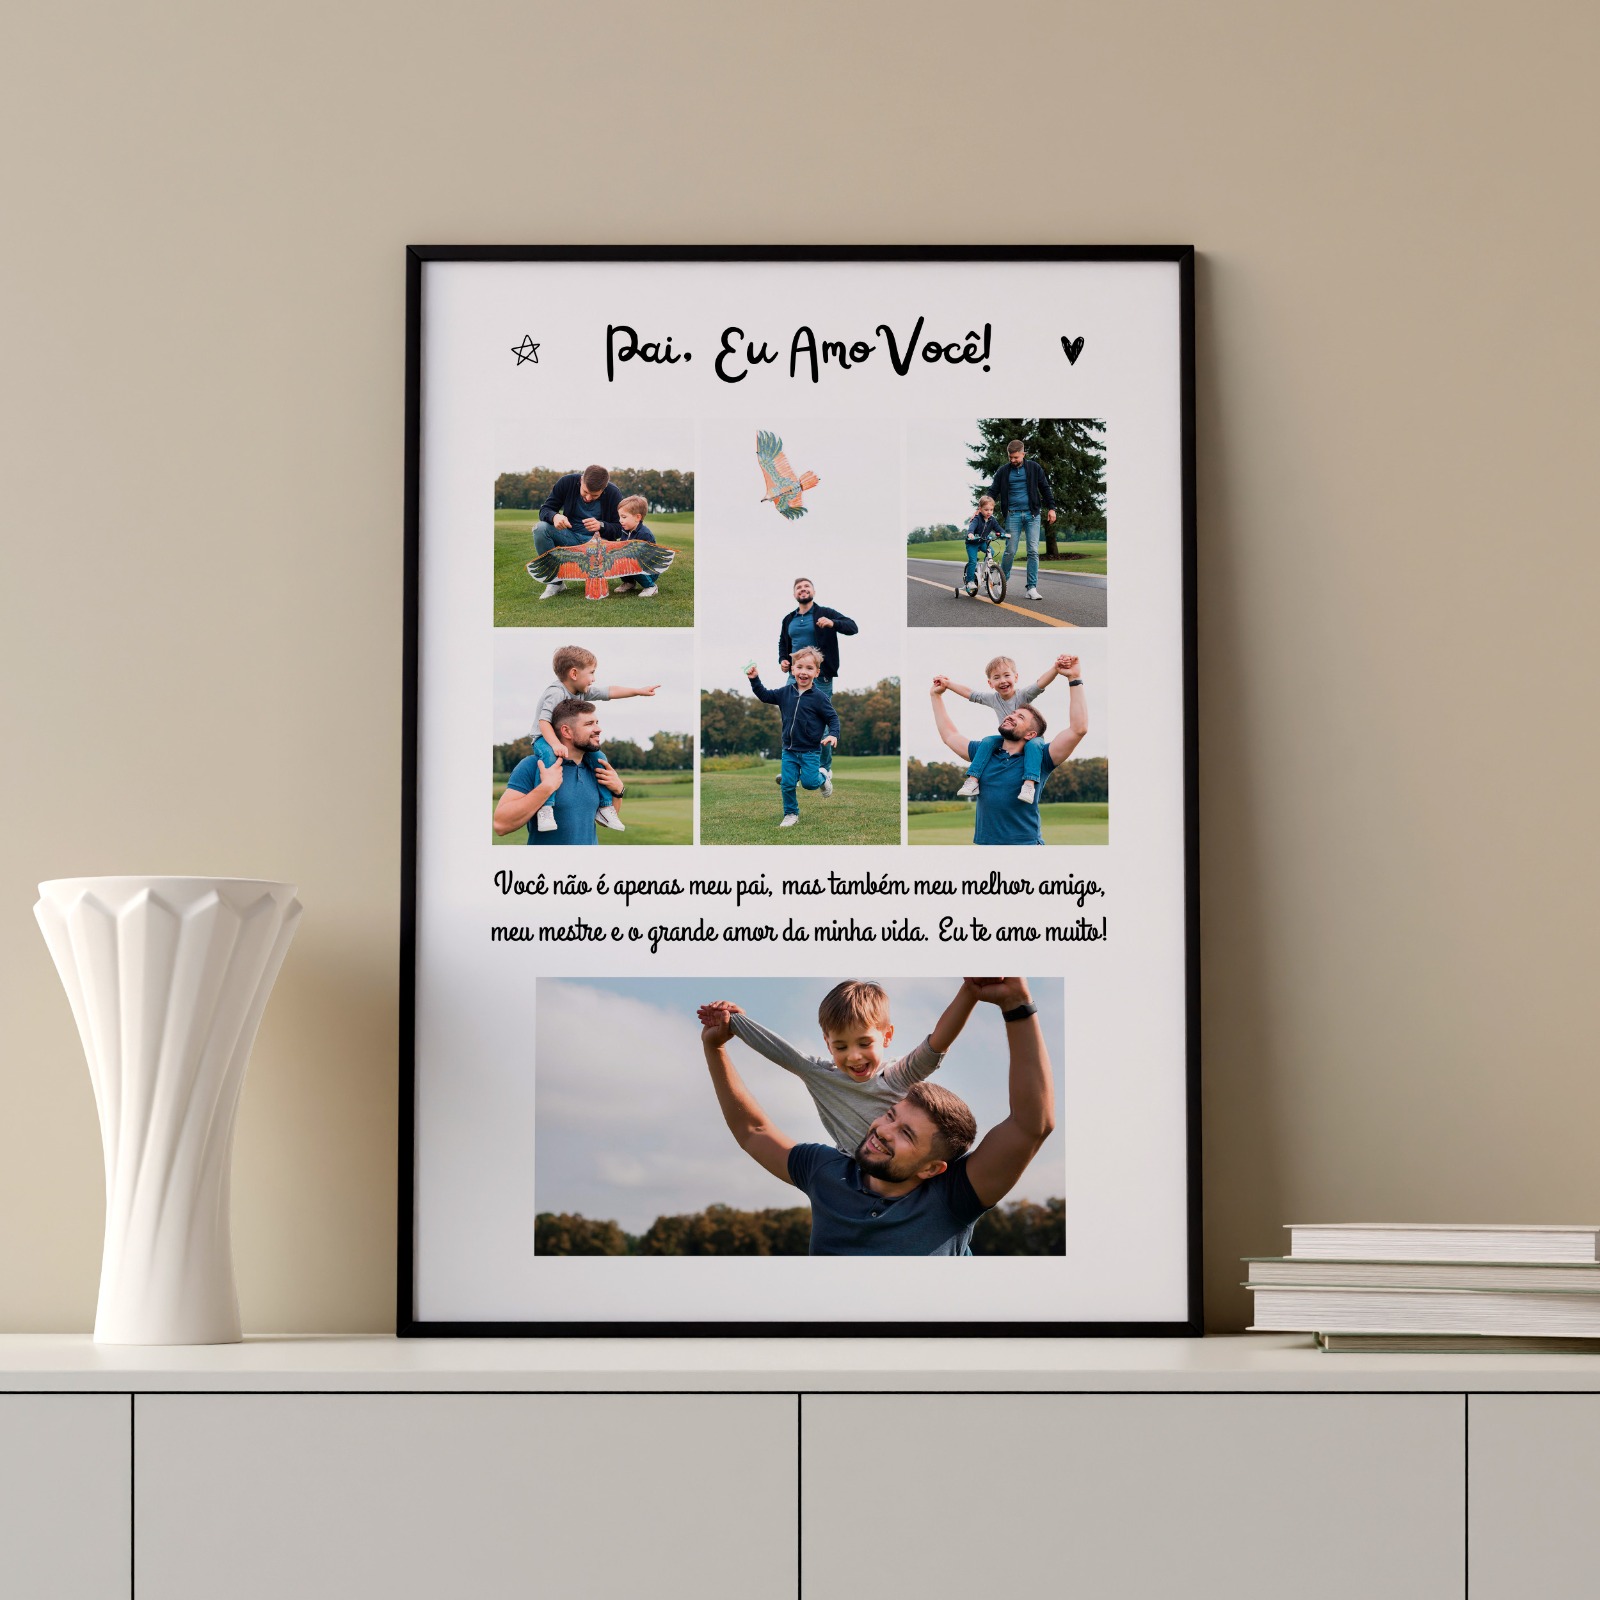 Pai, Eu Amo Você!
Você não é apenas meu pai, mas também meu melhor amigo,
meu mestre e o grande amor da minha vida. Eu te amo muito!